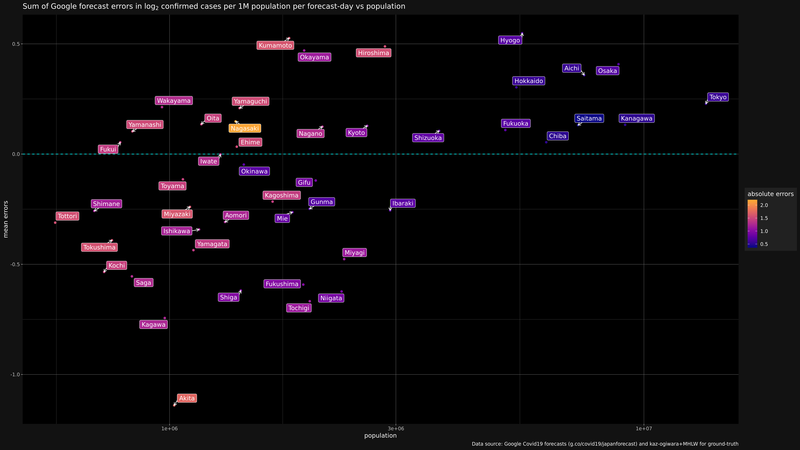 Sum of Google forecast errors in log2 confirmed cases per 1M population per forecast-day vs population
Hyogo
Kumamoto
0.5
Hiroshima
Okayama
Aichi
Osaka
Hokkaido
Tokyo
Wakayama
Yamaguchi
Oita
Saitama
Kanagawa
Yamanashi
Fukuoka
Nagasaki
Nagano
Kyoto
Shizuoka
Chiba
Ehime
Fukui
0.0
Iwate
Okinawa
Gifu
Toyama
Kagoshima
absolute errors
2.0
1.5
1.0
0.5
Shimane
Gunma
Ibaraki
Tottori
Miyazaki
Aomori
Mie
mean errors
Ishikawa
Tokushima
Yamagata
Miyagi
Kochi
-0.5
Saga
Fukushima
Shiga
Niigata
Tochigi
Kagawa
-1.0
Akita
1e+06
3e+06
1e+07
population
Data source: Google Covid19 forecasts (g.co/covid19/japanforecast) and kaz-ogiwara+MHLW for ground-truth